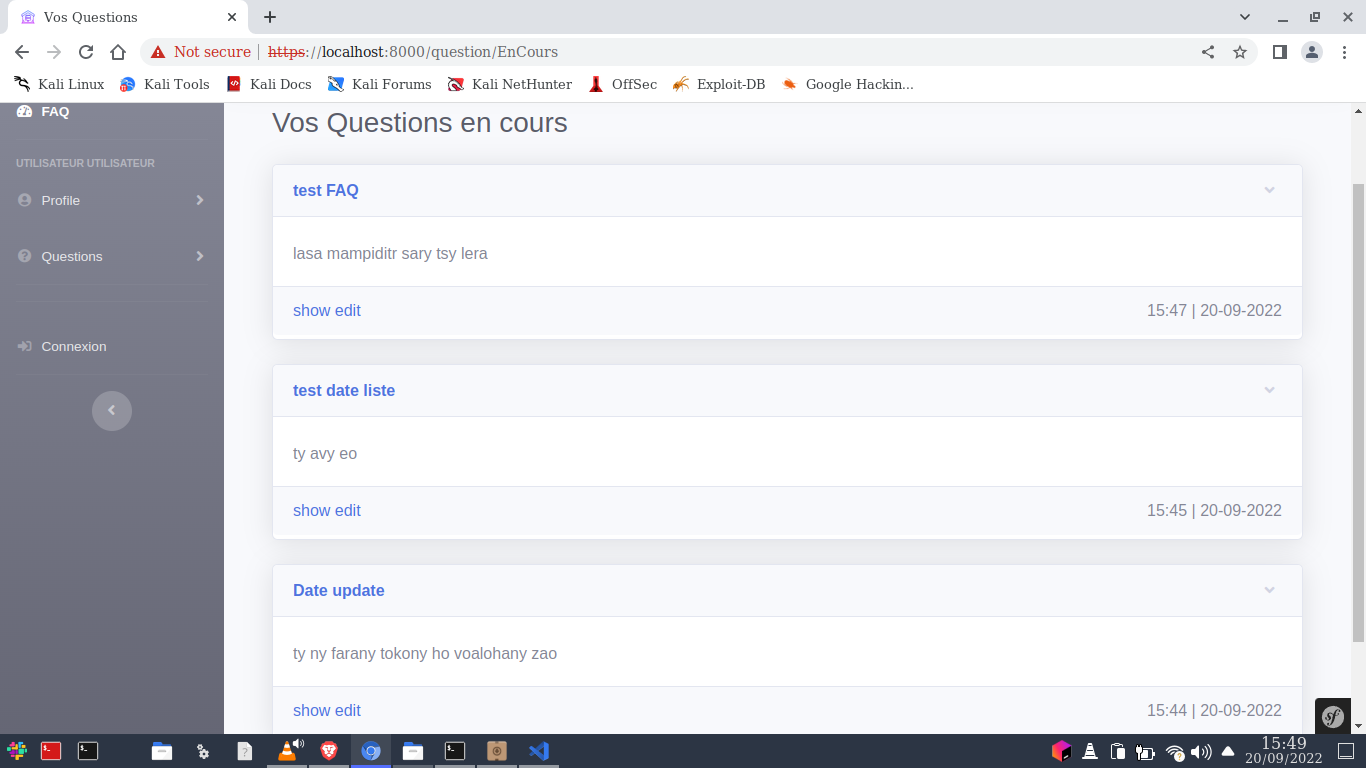 Vos Questions
Not secure https://localhost:8000/question/EnCours
Kali Linux Kali Tools Kali Docs Kali Forums Kali NetHunter OffSec Exploit-DB Google Hackin...
FAQ
UTILISATEUR UTILISATEUR
Profile
Questions
Connexion
Vos Questions en cours
test FAQ
lasa mampiditr sary tsy lera
show edit 15:47 | 20-09-2022
test date liste
ty avy eo
show edit 15:45 | 20-09-2022
Date update
ty ny farany tokony ho voalohany zao
show edit 15:44 | 20-09-2022
sf
15:49
20/09/2022